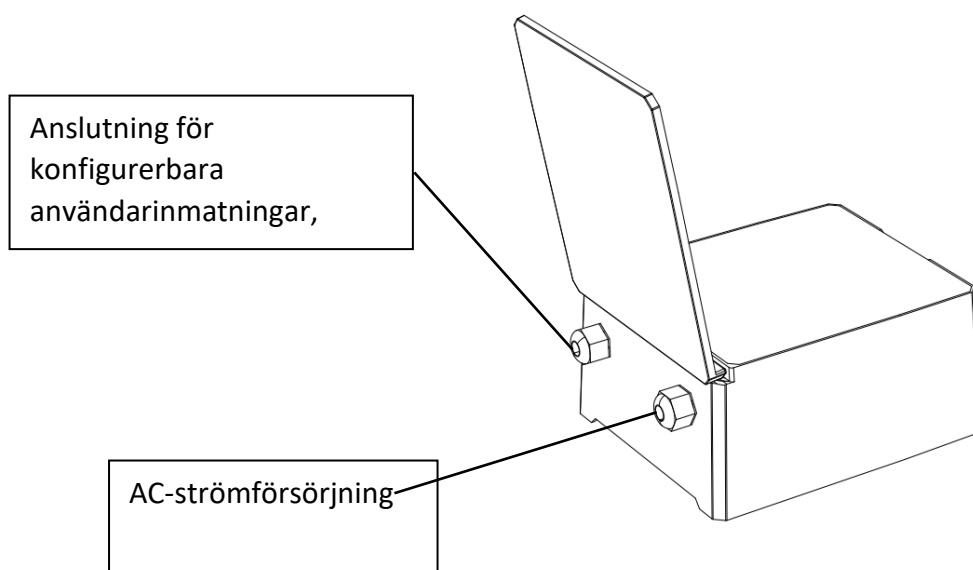 Anslutning för
konfigurerbara
användarinmatningar,
AC-strömförsörjning